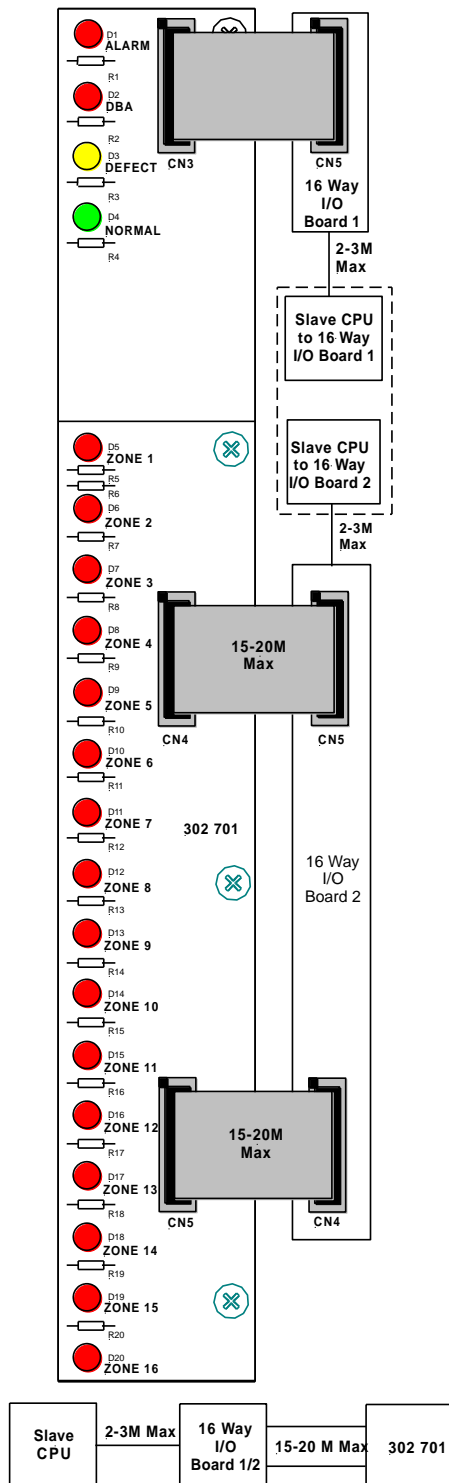 D1
ALARM
R1
D2
DBA
R2
D3
DEFECT
R3
D4
NORMAL
R4
CN3
CN5
16 Way
I/O
Board 1
2-3M
Max
Slave CPU
to 16 Way
I/O Board 1
Slave CPU
to 16 Way
I/O Board 2
2-3M
Max
D5
ZONE 1
R5
R6
D6
ZONE 2
R7
D7
ZONE 3
R8
D8
ZONE 4
R9
D9
ZONE 5
R10
D10
ZONE 6
R11
D11
ZONE 7
R12
D12
ZONE 8
R13
D13
ZONE 9
R14
D14
ZONE 10
R15
D15
ZONE 11
R16
D16
ZONE 12
R17
D17
ZONE 13
R18
D18
ZONE 14
R19
D19
ZONE 15
R20
D20
ZONE 16
15-20M
Max
CN4
CN5
302 701
16 Way
I/O
Board 2
15-20M
Max
CN5
CN4
Slave
CPU
2-3M Max
16 Way
I/O
Board 1/2
15-20 M Max
302 701